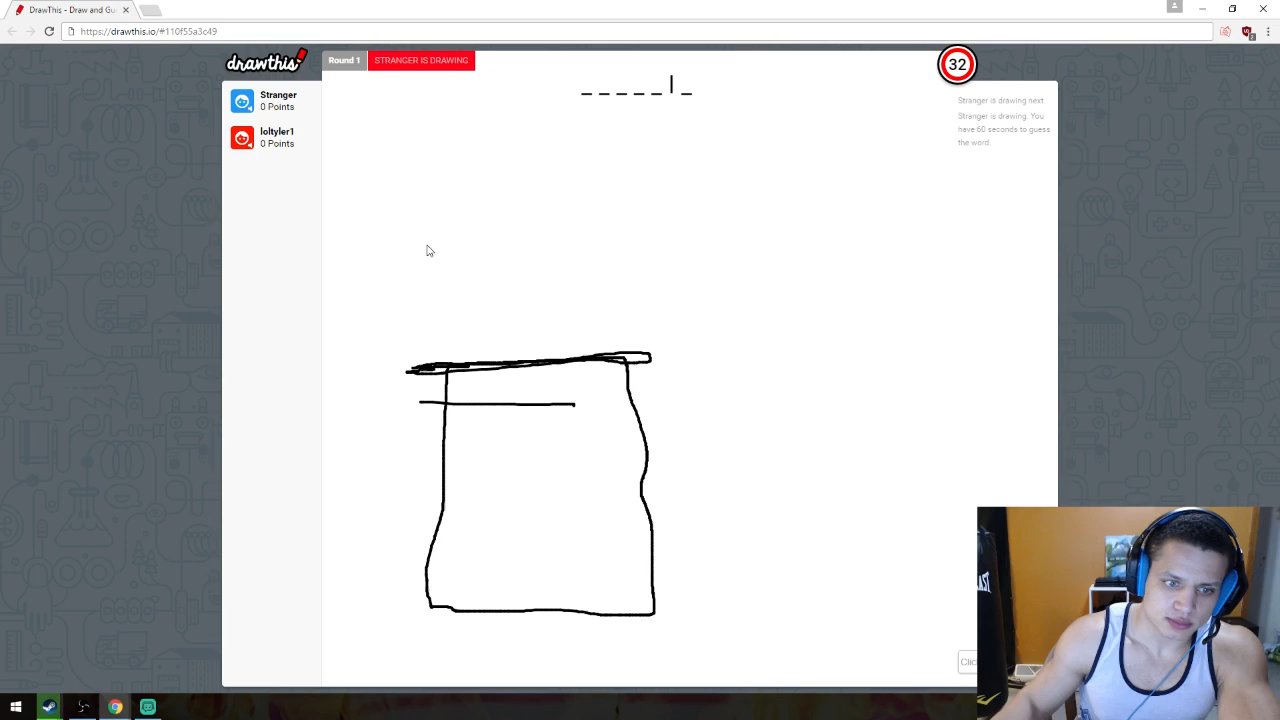 DrawThis - Draw and Gu
https://drawthis.io/#110f55a3c49
drawthis!
Round 1
STRANGER IS DRAWING
32
_ _ _ _ _ l _
Stranger
0 Points
loltyler1
0 Points
Stranger is drawing next.
Stranger is drawing. You
have 60 seconds to guess
the word.
Clic